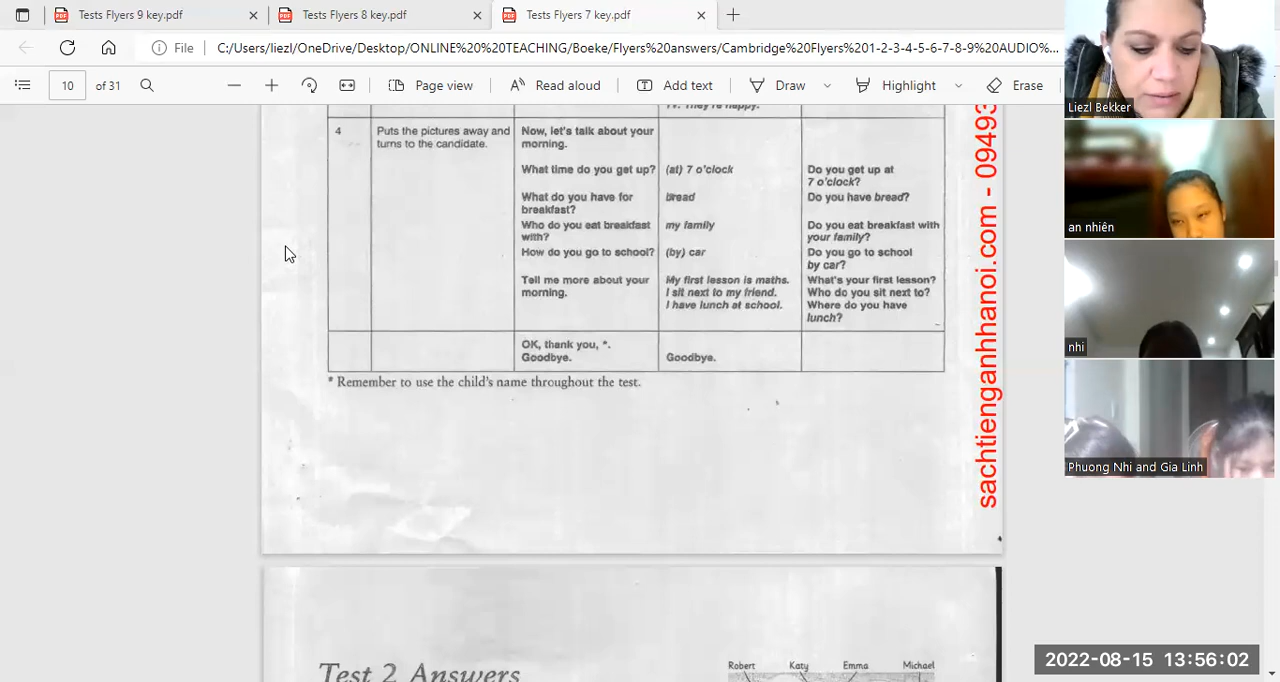 Tests Flyers 9 key.pdf
Tests Flyers 8 key.pdf
Tests Flyers 7 key.pdf
File
C:/Users/liezl/OneDrive/Desktop/ONLINE%20%20TEACHING/Boeke/Flyers%20answers/Cambridge%20Flyers%201-2-3-4-5-6-7-8-9%20AUDIO%...
10 of 31
Page view
Read aloud
Add text
Draw
Highlight
Erase
They're happy.
4
Puts the pictures away and
turns to the candidate.
Now, let's talk about your
morning.
What time do you get up?
(at) 7 o'clock
Do you get up at
7 o'clock?
What do you have for
breakfast?
bread
Do you have bread?
Who do you eat breakfast
with?
my family
Do you eat breakfast with
your family?
How do you go to school?
(by) car
Do you go to school
by car?
Tell me more about your
morning.
My first lesson is maths.
I sit next to my friend.
I have lunch at school.
What's your first lesson?
Who do you sit next to?
Where do you have
lunch?
OK, thank you, *.
Goodbye.
Goodbye.
* Remember to use the child's name throughout the test.
sachtienganhhanoi.com - 09493
Test 2 Answers
Robert Katy Emma Michael
Liezl Bekker
an nhiên
nhi
Phuong Nhi and Gia Linh
2022-08-15 13:56:02